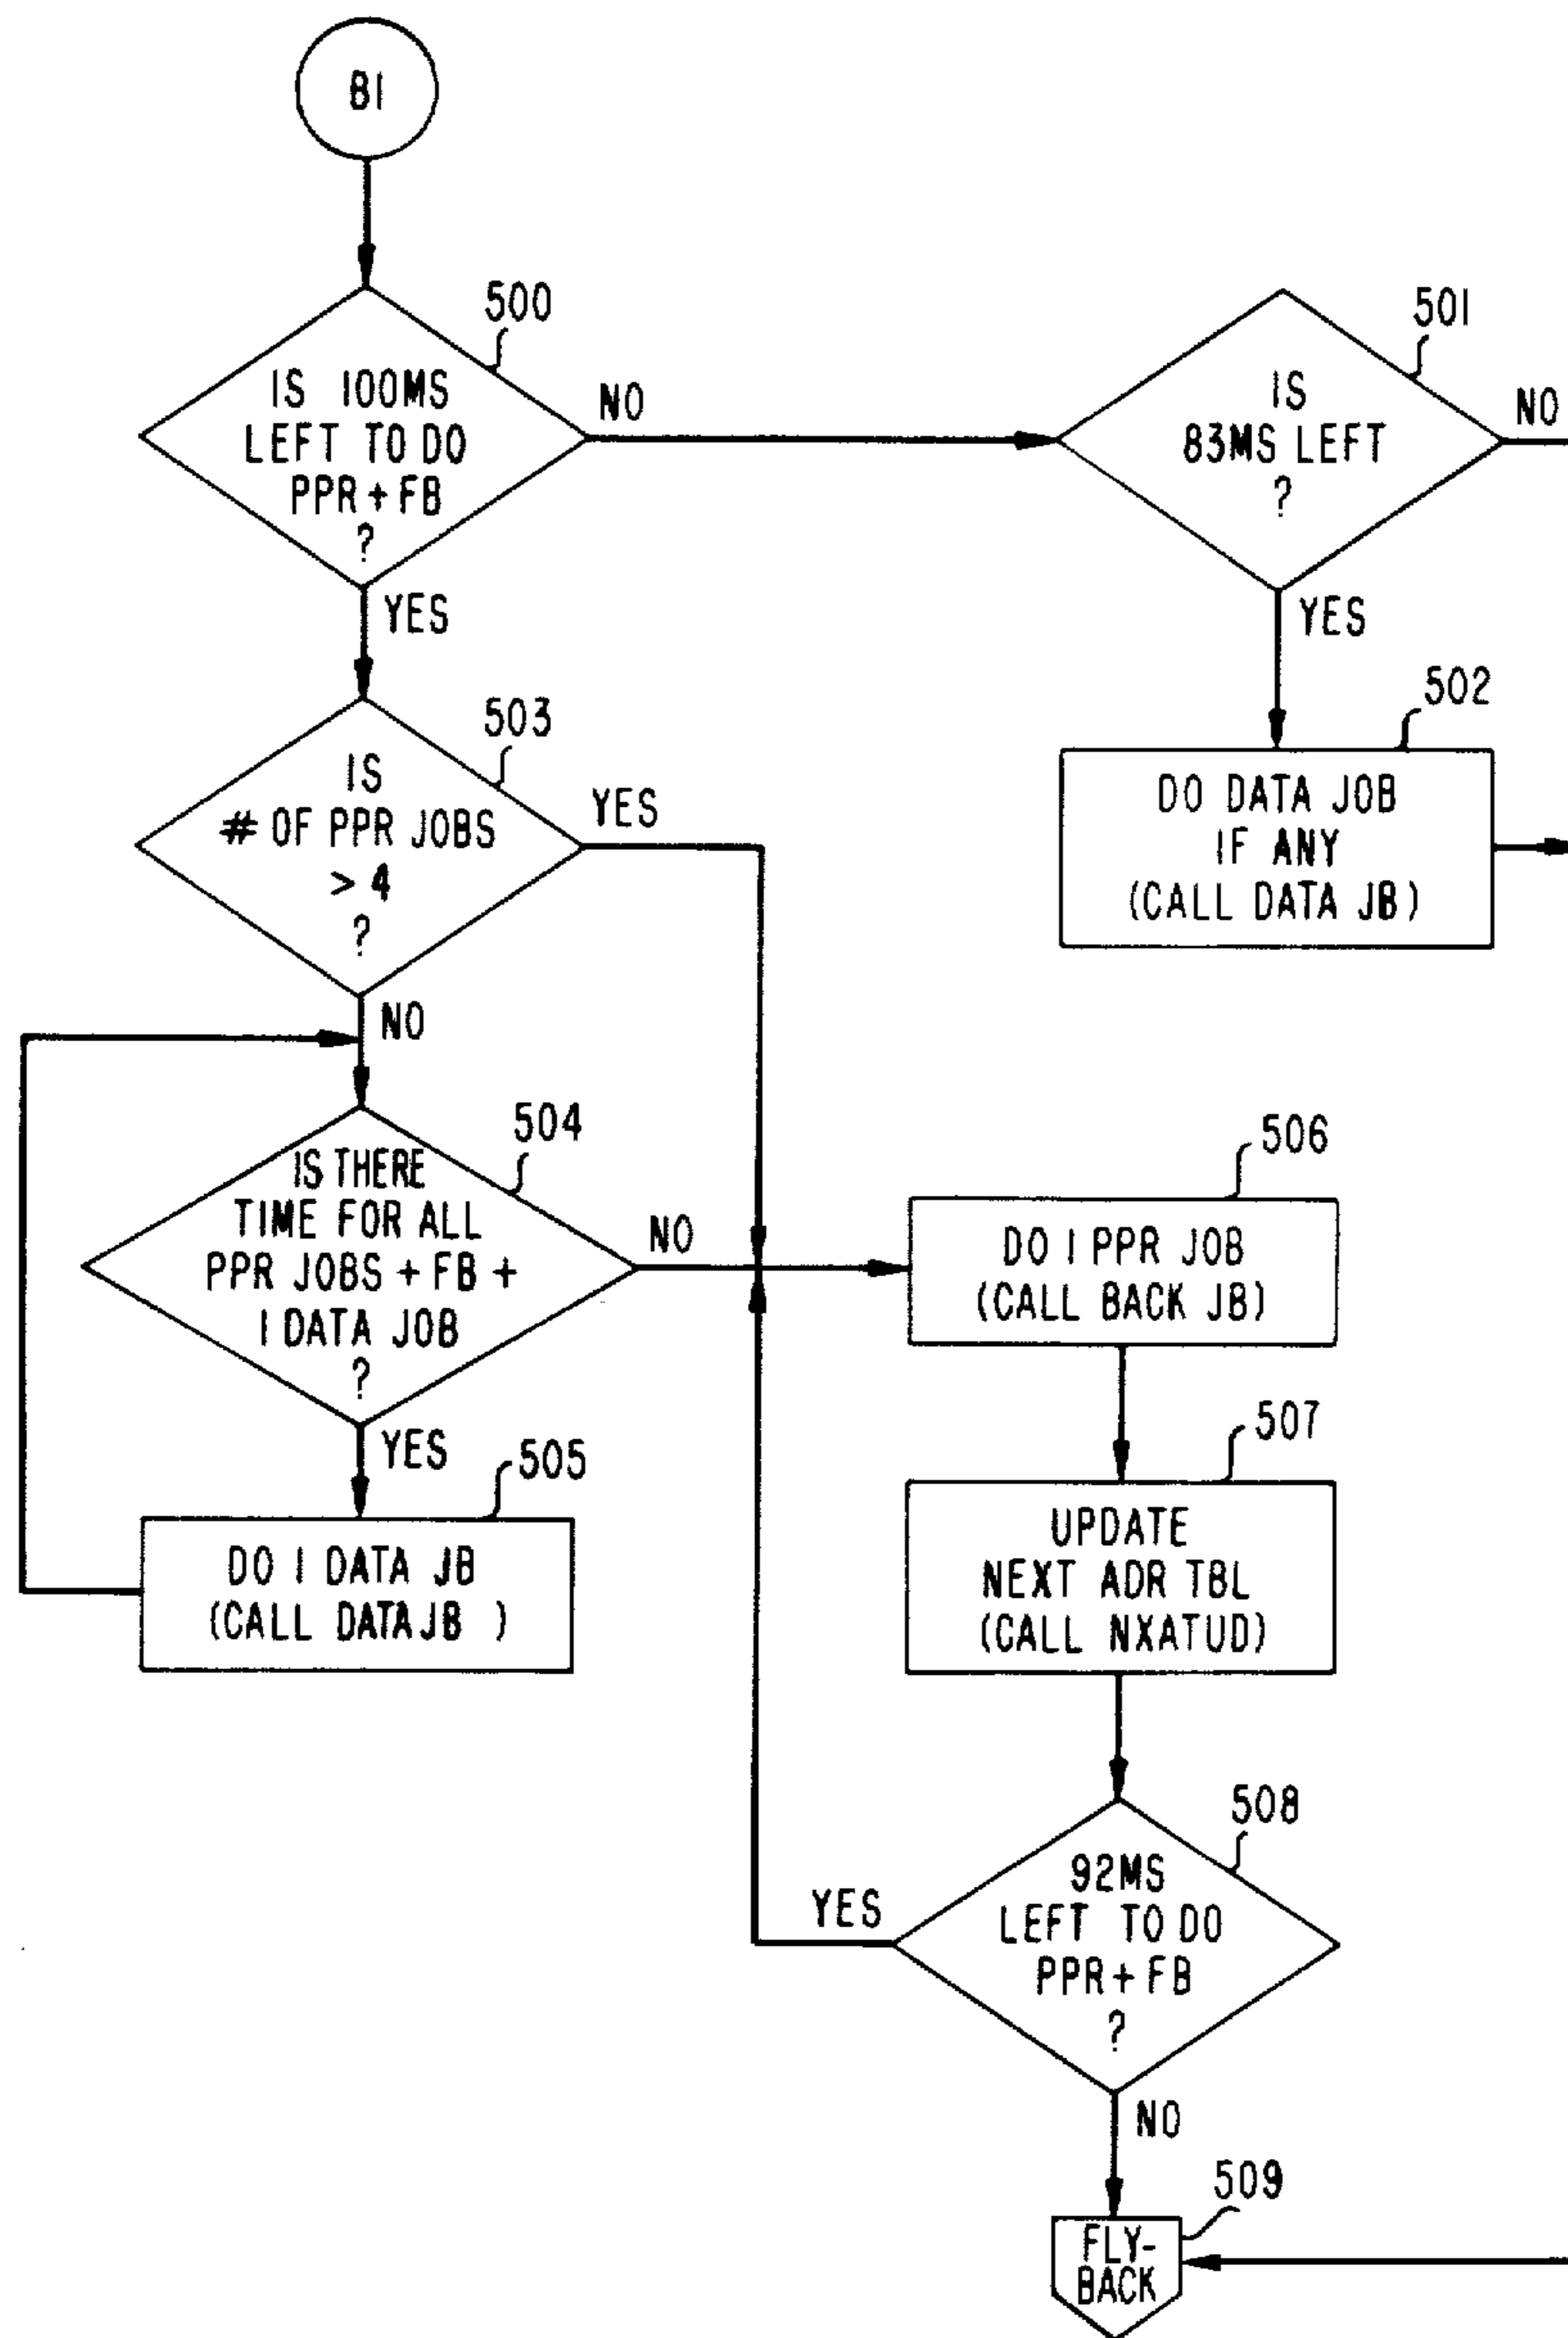 B1
500
IS 100MS
LEFT TO DO
PPR + FB
?
NO
YES
501
IS
83MS LEFT
?
NO
YES
502
DO DATA JOB
IF ANY
(CALL DATA JB)
503
IS
# OF PPR JOBS
> 4
?
YES
NO
504
IS THERE
TIME FOR ALL
PPR JOBS + FB +
1 DATA JOB
?
NO
YES
505
DO 1 DATA JB
(CALL DATAJB )
506
DO 1 PPR JOB
(CALL BACK JB)
507
UPDATE
NEXT ADR TBL
(CALL NXATUD)
508
92MS
LEFT TO DO
PPR + FB
?
YES
NO
509
FLY-
BACK